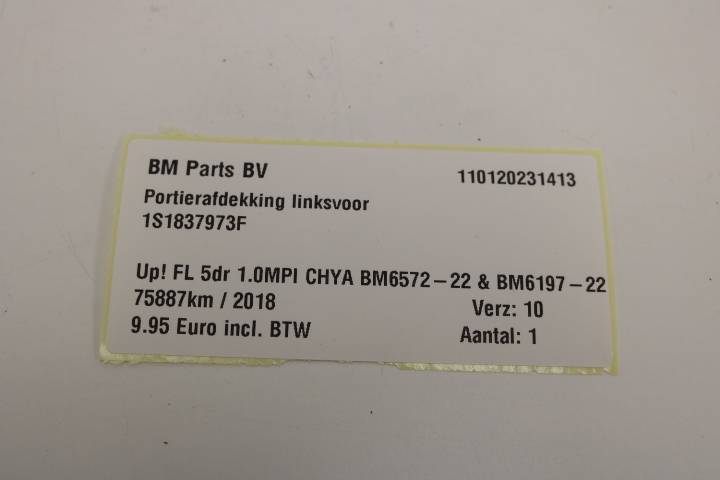 BM Parts BV 110120231413
Portierafdekking linksvoor
1S1837973F
Up! FL 5dr 1.0MPI CHYA BM6572-22 & BM6197-22
75887km / 2018 Verz: 10
9.95 Euro incl. BTW Aantal: 1